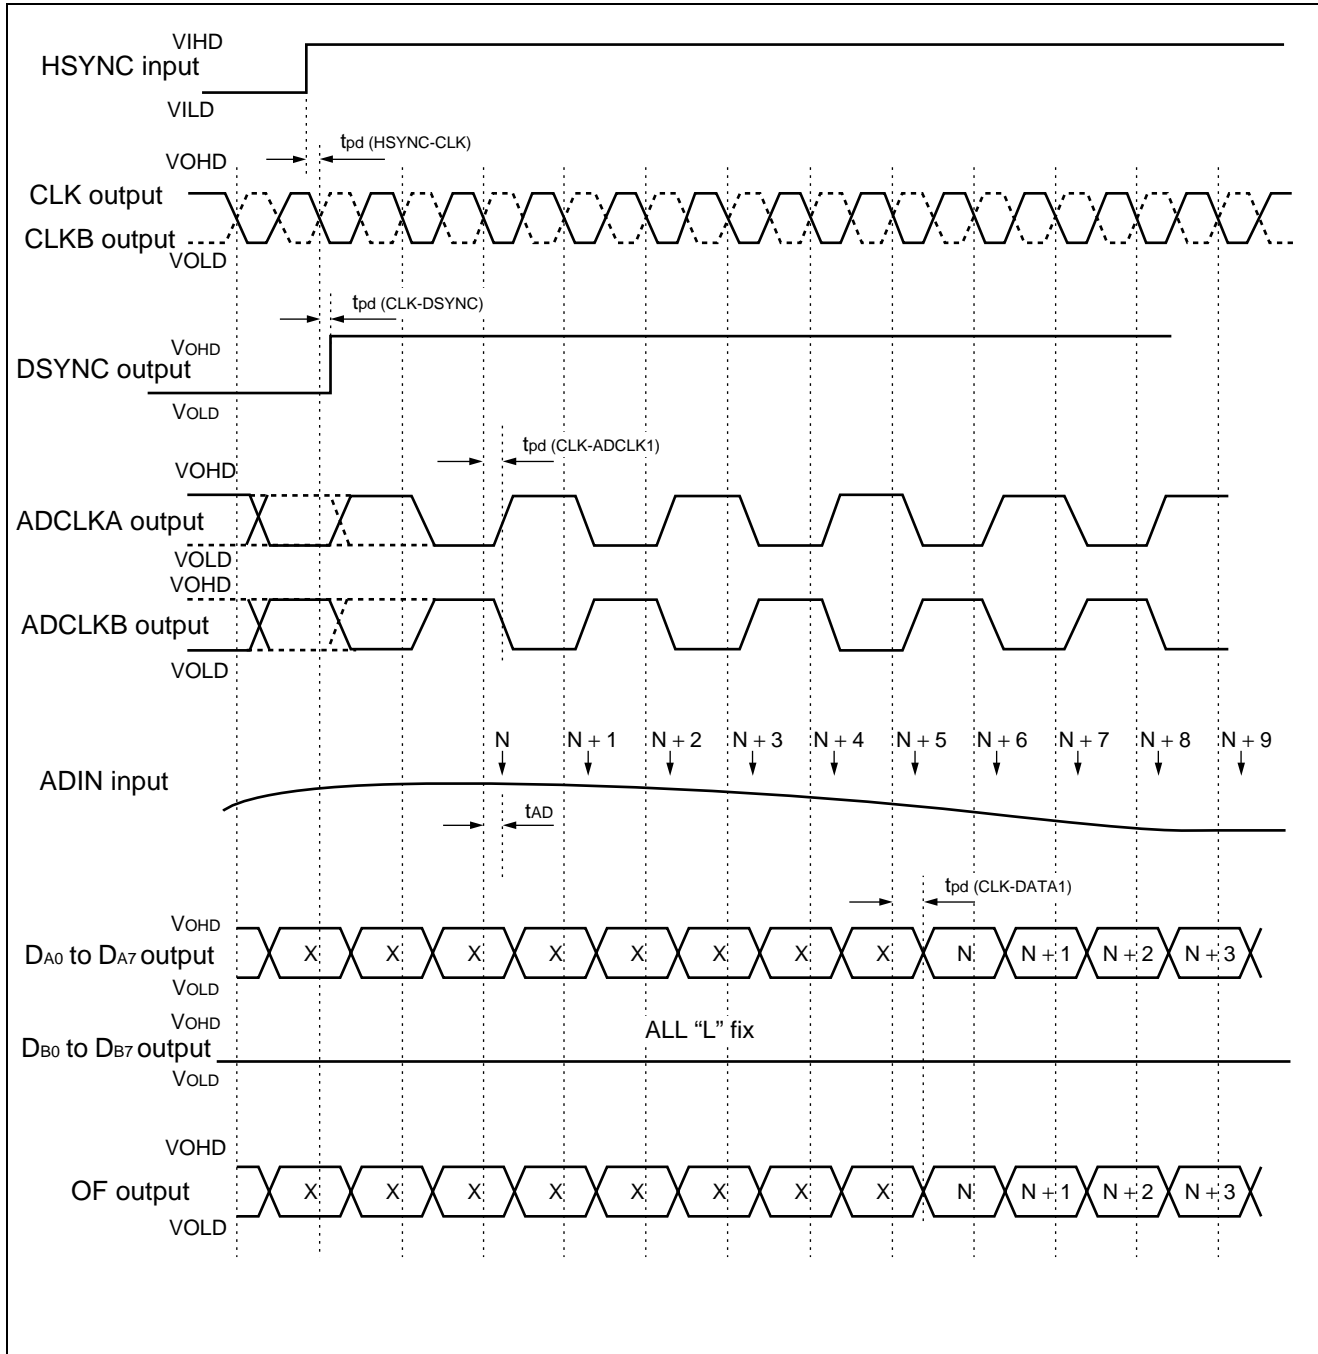 VIHD
HSYNC input
VILD
tpd (HSYNC-CLK)
VOHD
CLK output
CLKB output
VOLD
tpd (CLK-DSYNC)
VOHD
DSYNC output
VOLD
tpd (CLK-ADCLK1)
VOHD
ADCLKA output
VOLD
VOHD
ADCLKB output
VOLD
N N + 1 N + 2 N + 3 N + 4 N + 5 N + 6 N + 7 N + 8 N + 9
ADIN input
tAD
tpd (CLK-DATA1)
VOHD
DA0 to DA7 output X X X X X X X X N N + 1 N + 2 N + 3
VOLD
VOHD
ALL “L” fix
DB0 to DB7 output
VOLD
VOHD
OF output X X X X X X X X N N + 1 N + 2 N + 3
VOLD